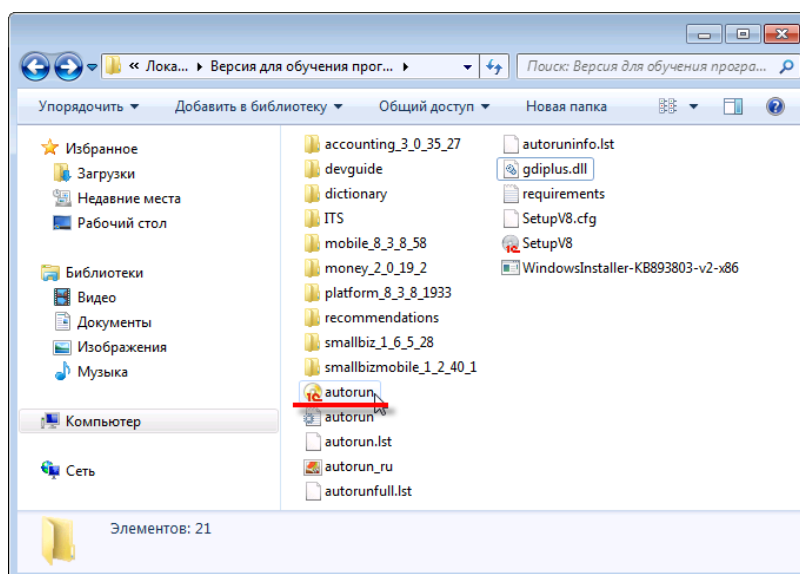 « Лока... Версия для обучения прог...
Поиск: Версия для обучения програ...
Упорядочить Добавить в библиотеку Общий доступ Новая папка
Избранное
Загрузки
Недавние места
Рабочий стол
Библиотеки
Видео
Документы
Изображения
Музыка
Компьютер
Сеть
accounting_3_0_35_27
devguide
dictionary
ITS
mobile_8_3_8_58
money_2_0_19_2
platform_8_3_8_1933
recommendations
smallbiz_1_6_5_28
smallbizmobile_1_2_40_1
autorun
autorun
autorun.lst
autorun_ru
autorunfull.lst
autoruninfo.lst
gdiplus.dll
requirements
SetupV8.cfg
SetupV8
WindowsInstaller-KB893803-v2-x86
Элементов: 21